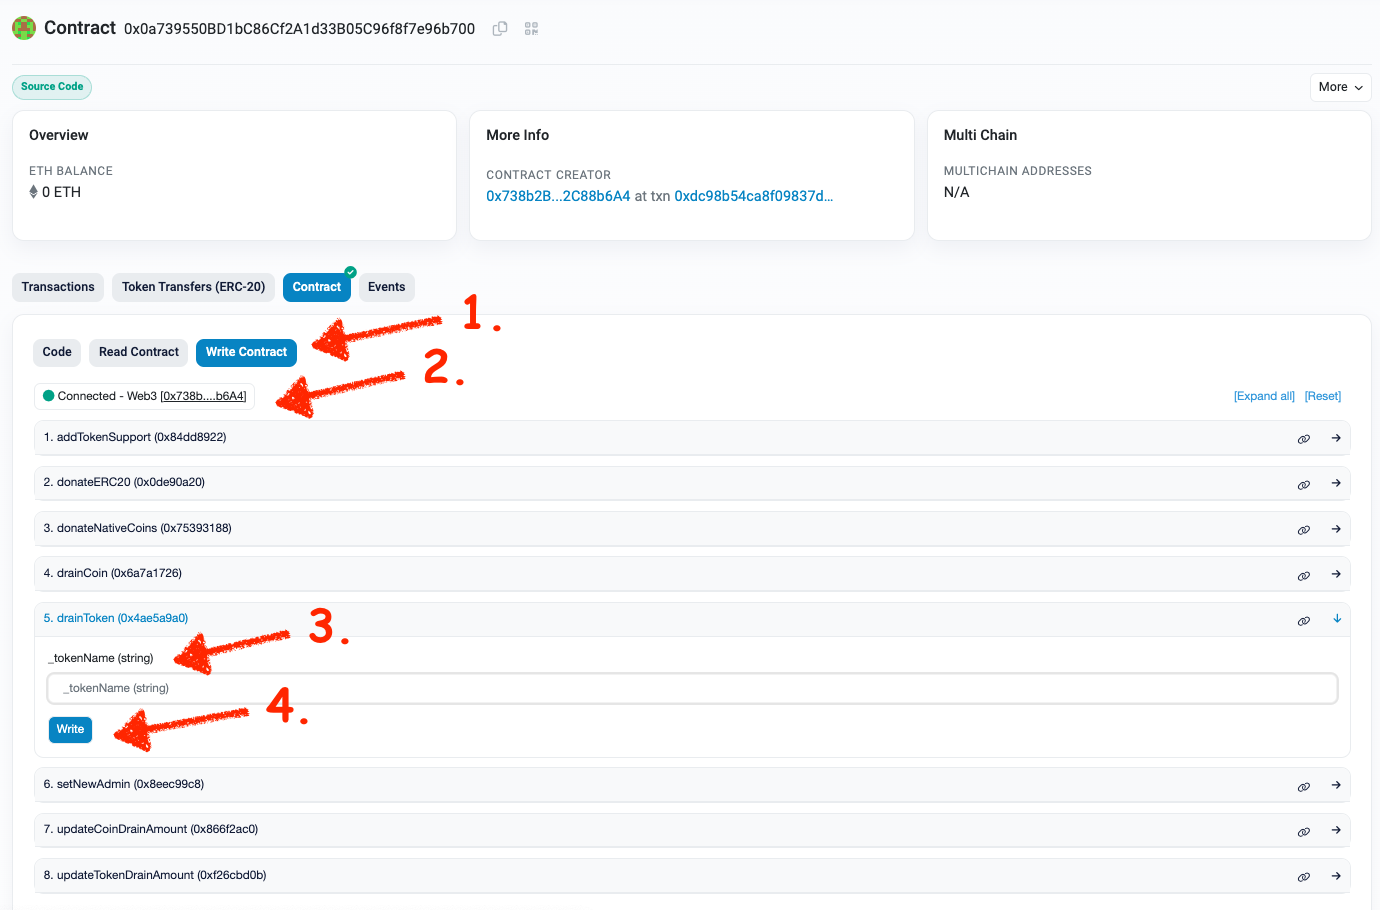 Contract 0x0a739550BD1bC86Cf2A1d33B05C96f8f7e96b700
Source Code
More
Overview
ETH BALANCE
0 ETH
More Info
CONTRACT CREATOR
0x738b2B...2C88b6A4 at txn 0xdc98b54ca8f09837d...
Multi Chain
MULTICHAIN ADDRESSES
N/A
Transactions Token Transfers (ERC-20) Contract Events
1.
Code Read Contract Write Contract
2.
Connected - Web3 [0x738b....b6A4]
[Expand all] [Reset]
1. addTokenSupport (0x84dd8922)
2. donateERC20 (0x0de90a20)
3. donateNativeCoins (0x75393188)
4. drainCoin (0x6a7a1726)
5. drainToken (0x4ae5a9a0)
3.
_tokenName (string)
_tokenName (string)
4.
Write
6. setNewAdmin (0x8eec99c8)
7. updateCoinDrainAmount (0x866f2ac0)
8. updateTokenDrainAmount (0xf26cbd0b)